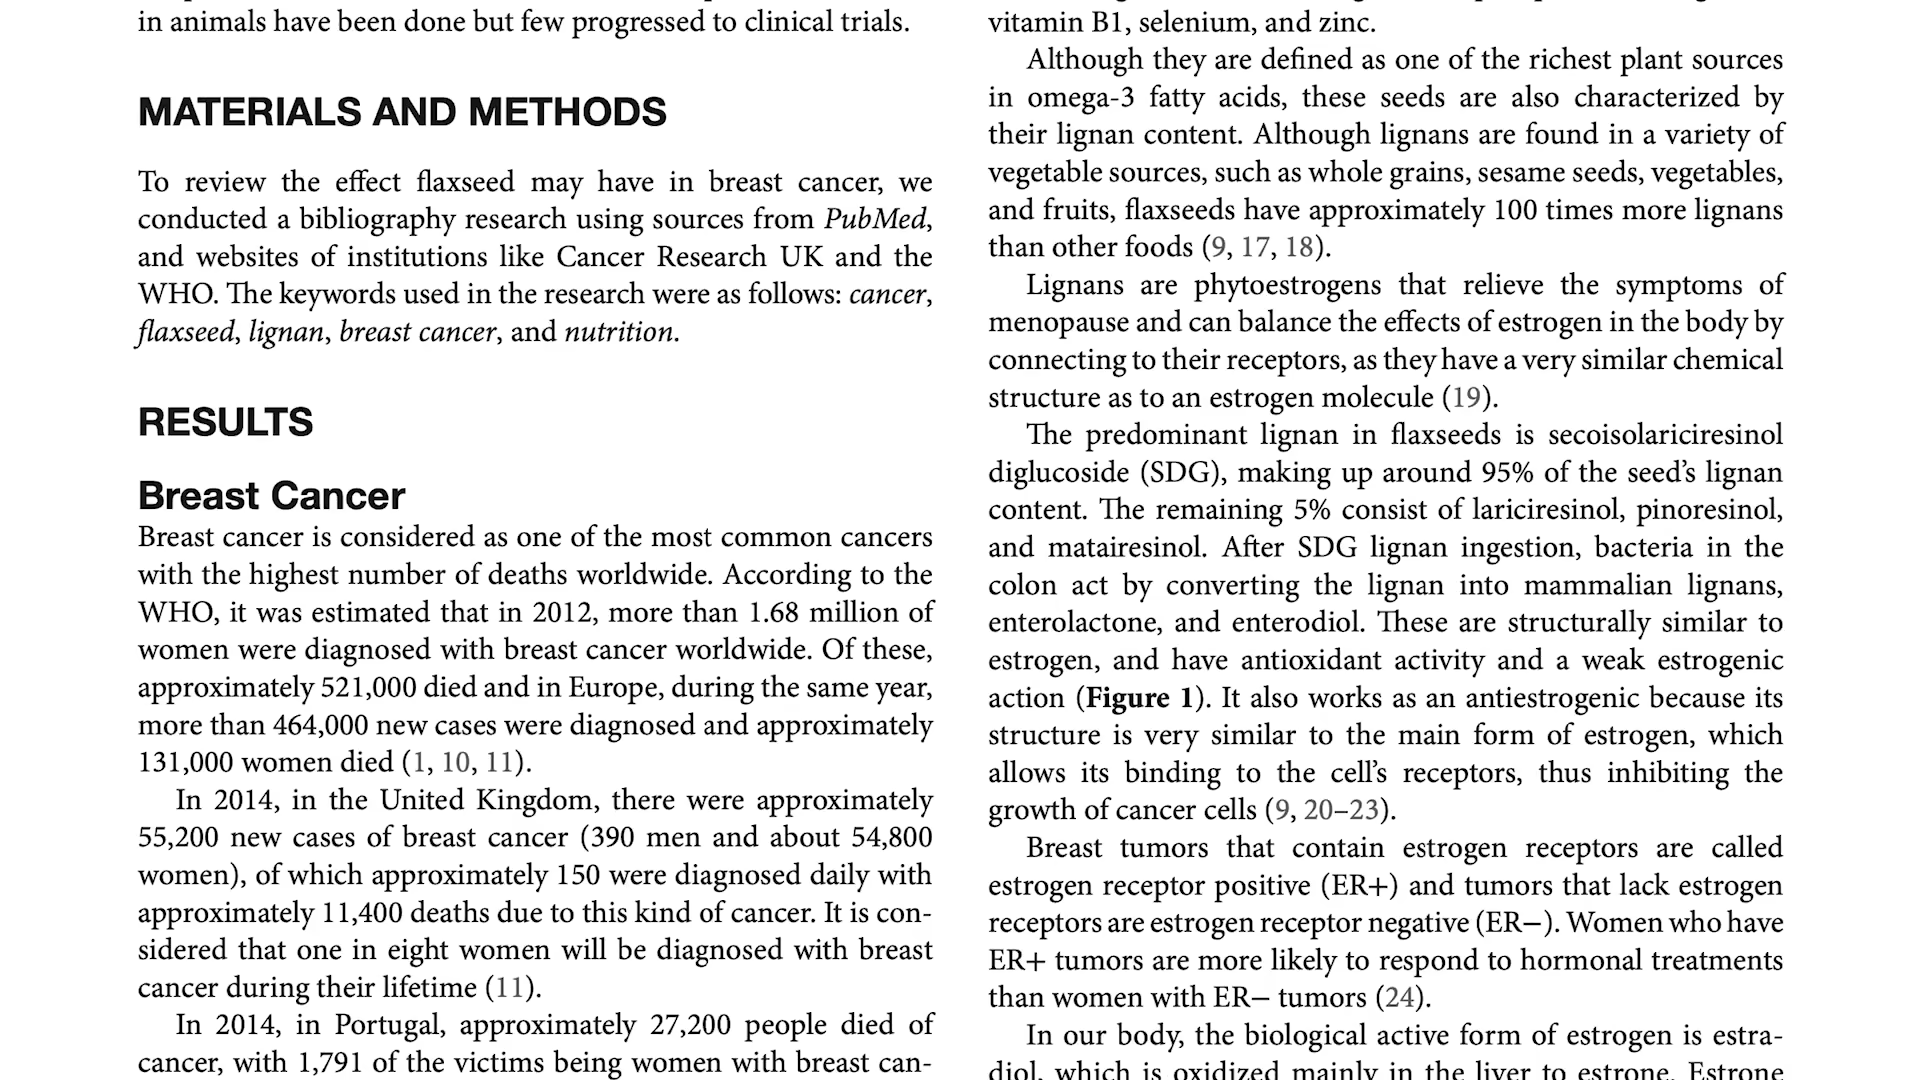 in animals have been done but few progressed to clinical trials.
MATERIALS AND METHODS
To review the effect flaxseed may have in breast cancer, we
conducted a bibliography research using sources from PubMed,
and websites of institutions like Cancer Research UK and the
WHO. The keywords used in the research were as follows: cancer,
flaxseed, lignan, breast cancer, and nutrition.
RESULTS
Breast Cancer
Breast cancer is considered as one of the most common cancers
with the highest number of deaths worldwide. According to the
WHO, it was estimated that in 2012, more than 1.68 million of
women were diagnosed with breast cancer worldwide. Of these,
approximately 521,000 died and in Europe, during the same year,
more than 464,000 new cases were diagnosed and approximately
131,000 women died (1, 10, 11).
In 2014, in the United Kingdom, there were approximately
55,200 new cases of breast cancer (390 men and about 54,800
women), of which approximately 150 were diagnosed daily with
approximately 11,400 deaths due to this kind of cancer. It is con-
sidered that one in eight women will be diagnosed with breast
cancer during their lifetime (11).
In 2014, in Portugal, approximately 27,200 people died of
cancer, with 1,791 of the victims being women with breast can-
vitamin B1, selenium, and zinc.
Although they are defined as one of the richest plant sources
in omega-3 fatty acids, these seeds are also characterized by
their lignan content. Although lignans are found in a variety of
vegetable sources, such as whole grains, sesame seeds, vegetables,
and fruits, flaxseeds have approximately 100 times more lignans
than other foods (9, 17, 18).
Lignans are phytoestrogens that relieve the symptoms of
menopause and can balance the effects of estrogen in the body by
connecting to their receptors, as they have a very similar chemical
structure as to an estrogen molecule (19).
The predominant lignan in flaxseeds is secoisolariciresinol
diglucoside (SDG), making up around 95% of the seed's lignan
content. The remaining 5% consist of lariciresinol, pinoresinol,
and matairesinol. After SDG lignan ingestion, bacteria in the
colon act by converting the lignan into mammalian lignans,
enterolactone, and enterodiol. These are structurally similar to
estrogen, and have antioxidant activity and a weak estrogenic
action (Figure 1). It also works as an antiestrogenic because its
structure is very similar to the main form of estrogen, which
allows its binding to the cell's receptors, thus inhibiting the
growth of cancer cells (9, 20–23).
Breast tumors that contain estrogen receptors are called
estrogen receptor positive (ER+) and tumors that lack estrogen
receptors are estrogen receptor negative (ER−). Women who have
ER+ tumors are more likely to respond to hormonal treatments
than women with ER− tumors (24).
In our body, the biological active form of estrogen is estra-
diol, which is oxidized mainly in the liver to estrone. Estrone